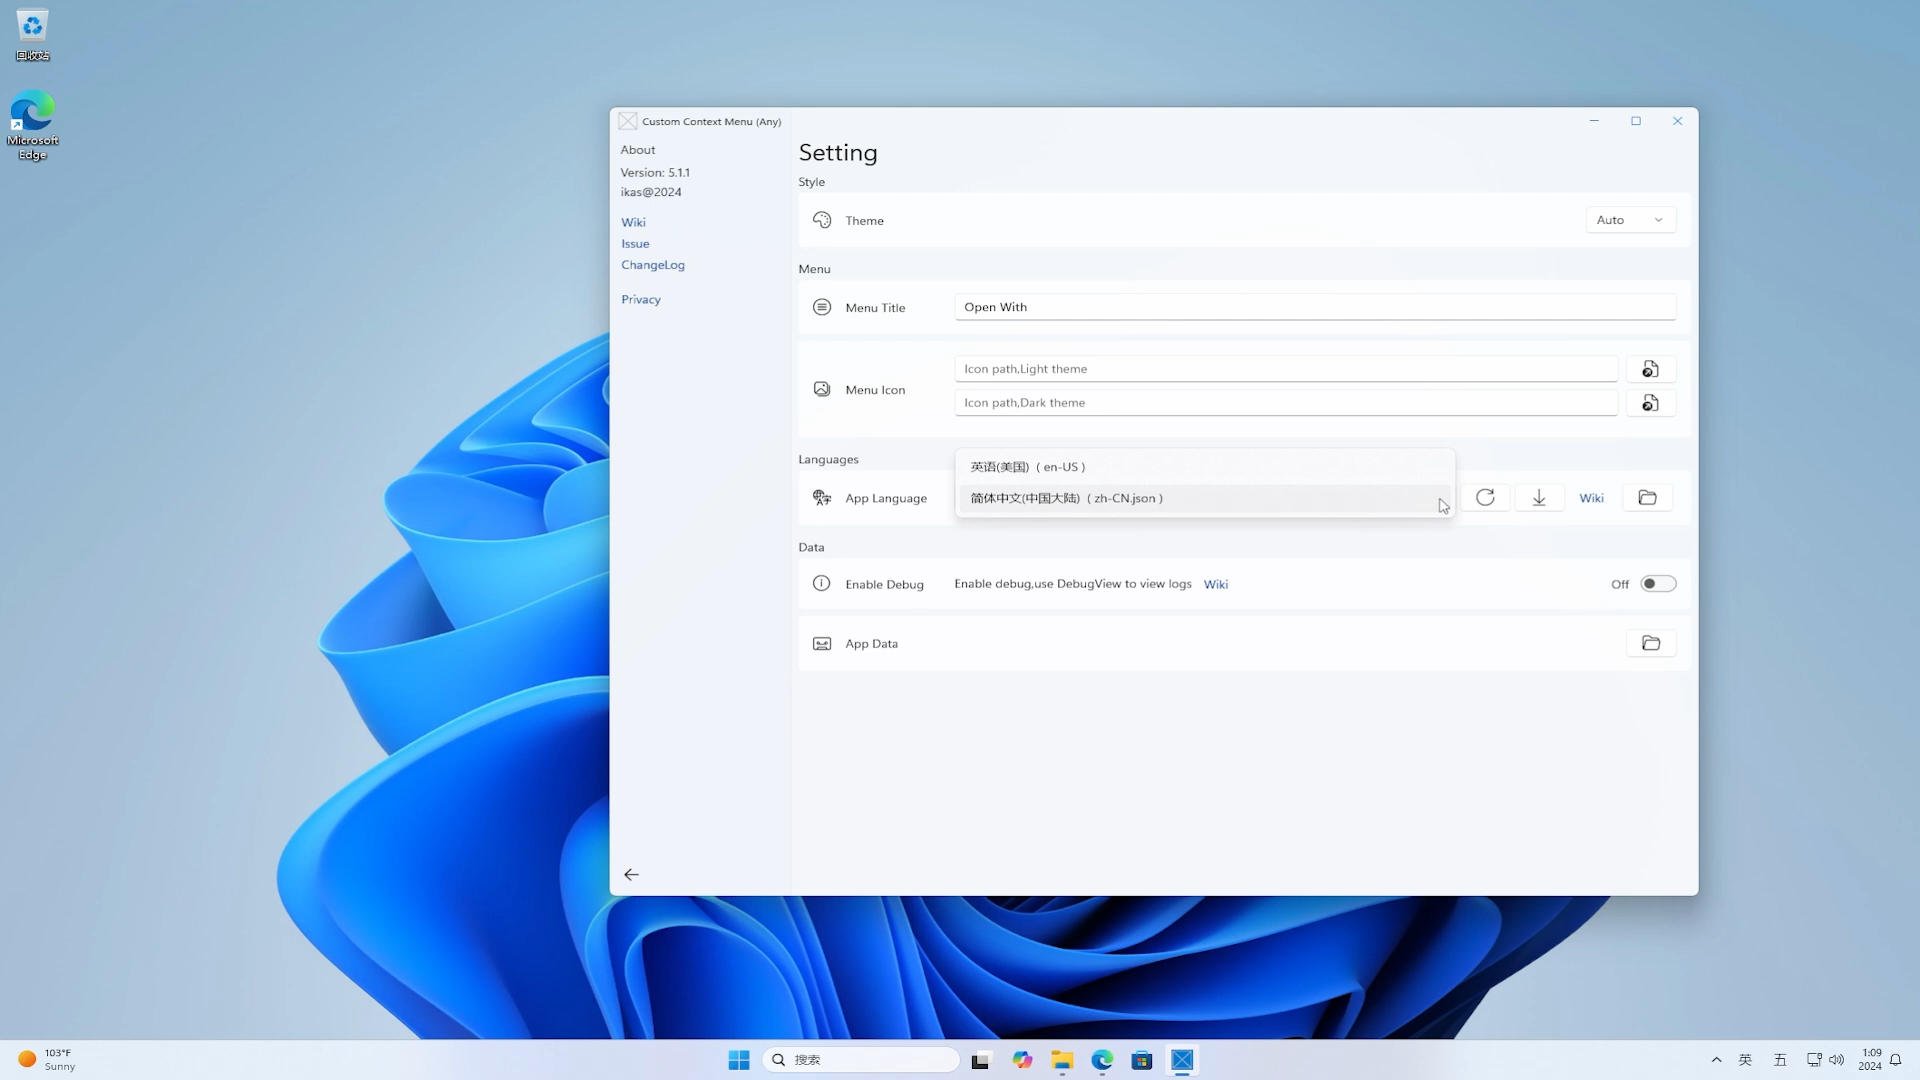 回收站
Microsoft
Edge
Custom Context Menu (Any)
About
Version: 5.1.1
ikas@2024
Wiki
Issue
ChangeLog
Privacy
Setting
Style
Theme
Auto
Menu
Menu Title
Open With
Menu Icon
Icon path,Light theme
Icon path,Dark theme
Languages
App Language
英语(美国)（ en-US ）
简体中文(中国大陆)（ zh-CN.json ）
Wiki
Data
Enable Debug
Enable debug,use DebugView to view logs
Wiki
Off
App Data
103°F
Sunny
搜索
英
五
1:09
2024